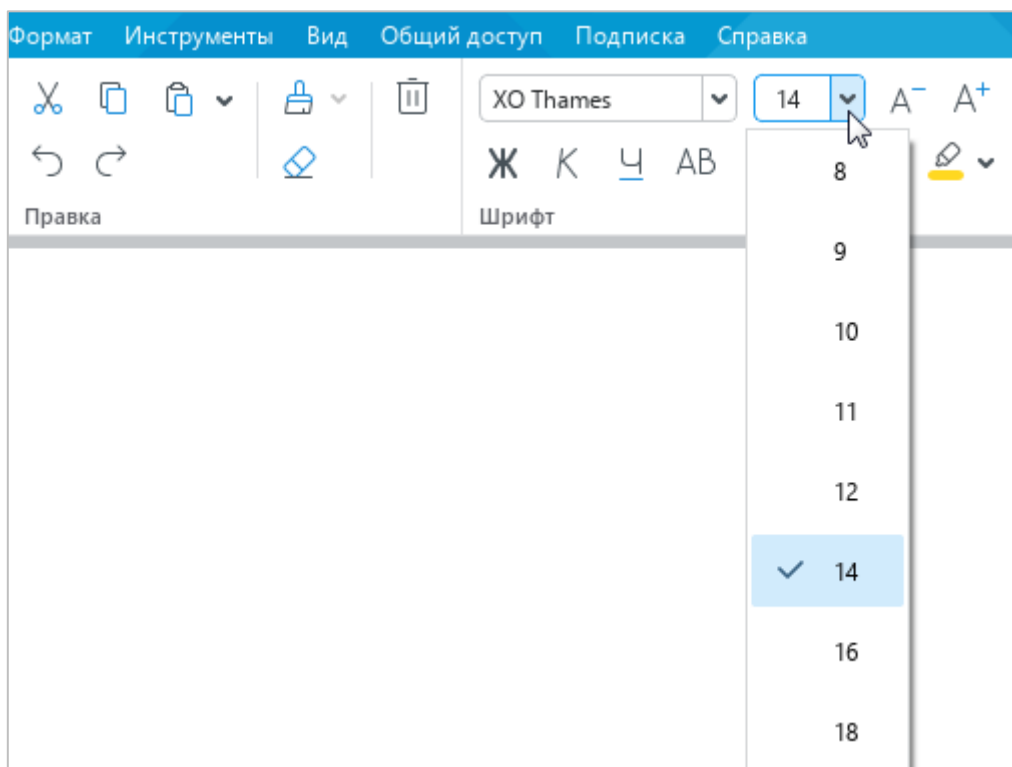 Формат Инструменты Вид Общий доступ Подписка Справка
XO Thames 14 A− A+
Ж К Ч АВ
Правка Шрифт
8
9
10
11
12
14
16
18